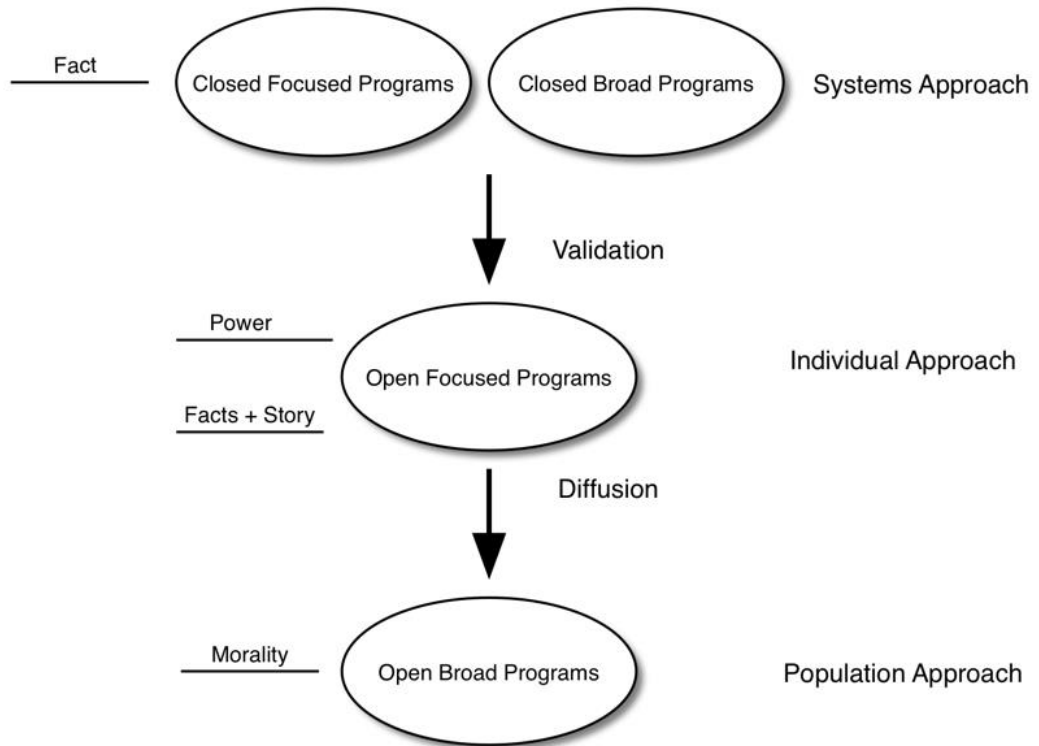 Fact
Closed Focused Programs
Closed Broad Programs
Systems Approach
Validation
Power
Open Focused Programs
Individual Approach
Facts + Story
Diffusion
Morality
Open Broad Programs
Population Approach